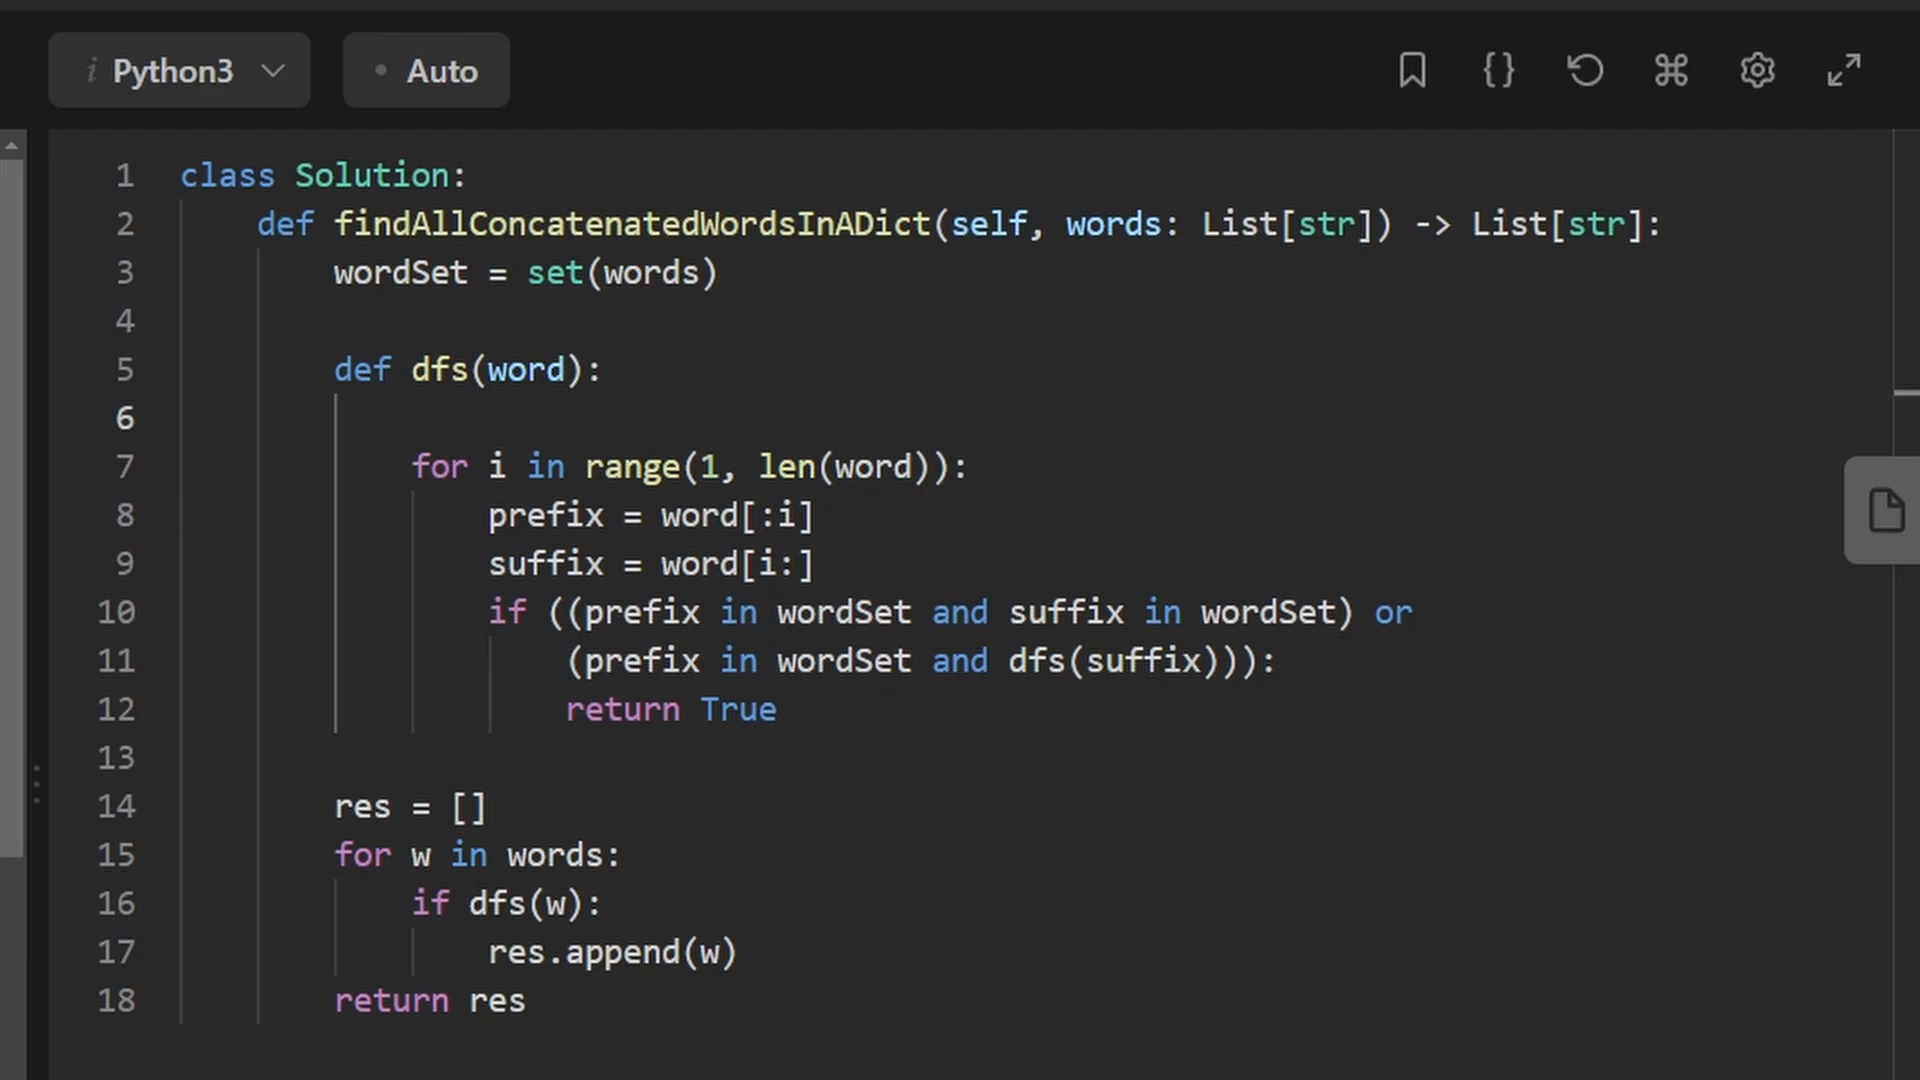 Python3
Auto
1 class Solution:
2     def findAllConcatenatedWordsInADict(self, words: List[str]) -> List[str]:
3         wordSet = set(words)
4
5         def dfs(word):
6
7             for i in range(1, len(word)):
8                 prefix = word[:i]
9                 suffix = word[i:]
10                 if ((prefix in wordSet and suffix in wordSet) or
11                     (prefix in wordSet and dfs(suffix))):
12                     return True
13
14         res = []
15         for w in words:
16             if dfs(w):
17                 res.append(w)
18         return res